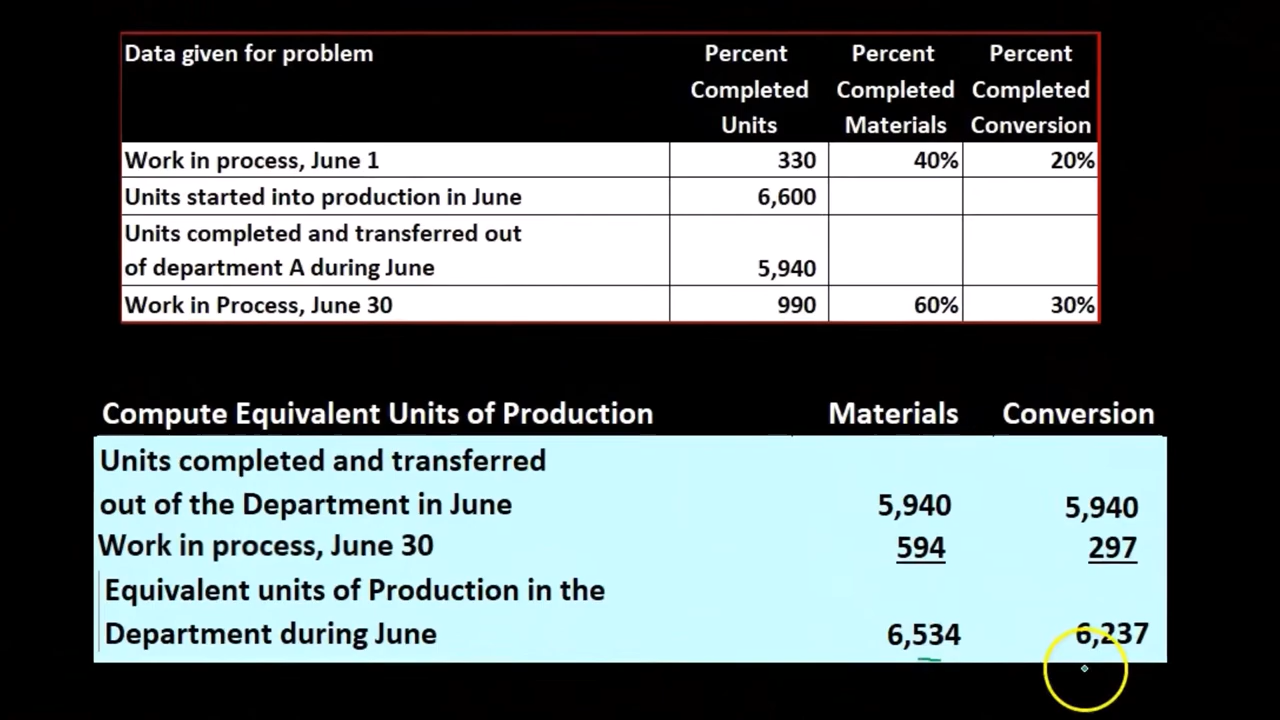 Data given for problem Percent Percent Percent
Completed Completed Completed
Units Materials Conversion
Work in process, June 1 330 40% 20%
Units started into production in June 6,600
Units completed and transferred out
of department A during June 5,940
Work in Process, June 30 990 60% 30%
Compute Equivalent Units of Production Materials Conversion
Units completed and transferred
out of the Department in June 5,940 5,940
Work in process, June 30 594 297
Equivalent units of Production in the
Department during June 6,534 6,237